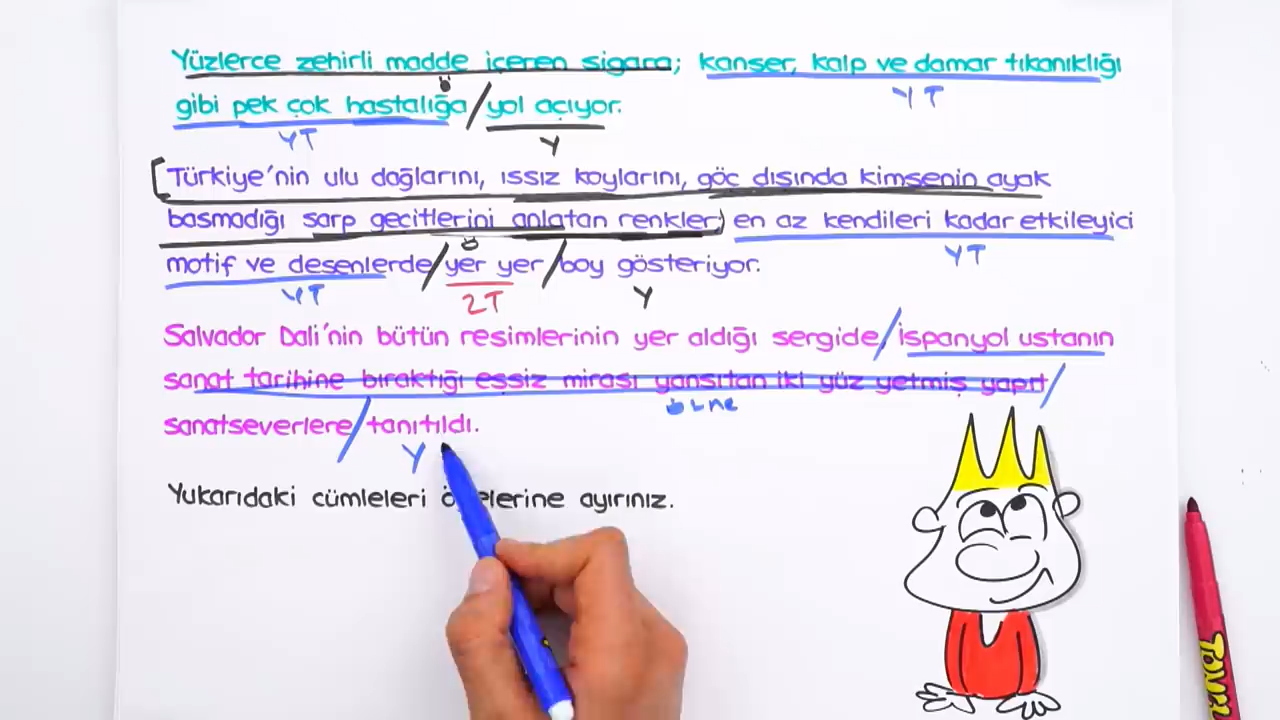 Yüzlerce zehirli madde içeren sigara; kanser, kalp ve damar tıkanıklığı
Ö
YT
gibi pek çok hastalığa/yol açıyor.
YT
Y
[Türkiye'nin ulu dağlarını, ıssız koylarını, göç dışında kimsenin ayak
basmadığı sarp geçitlerini anlatan renkler) en az kendileri kadar etkileyici
Ö
YT
motif ve desenlerde/yer yer/boy gösteriyor.
YT
ZT
Y
Salvador Dali'nin bütün resimlerinin yer aldığı sergide/İspanyol ustanın
sanat tarihine bıraktığı eşsiz mirası yansıtan iki yüz yetmiş yapıt/
sanatseverlere/tanıtıldı.
Y
Yukarıdaki cümleleri ayırınız.